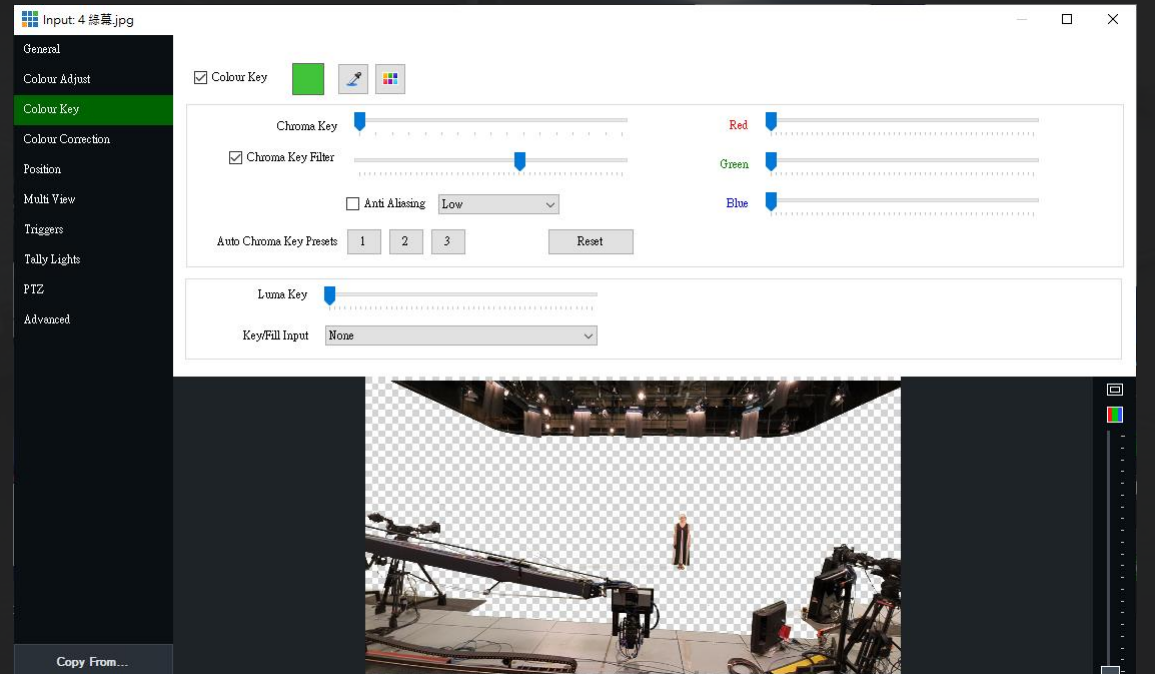 Input: 4 綠幕.jpg
General
Colour Adjust
Colour Key
Colour Correction
Position
Multi View
Triggers
Tally Lights
PTZ
Advanced
Copy From...
Colour Key
Chroma Key
Chroma Key Filter
Anti Aliasing Low
Auto Chroma Key Presets 1 2 3 Reset
Red
Green
Blue
Luma Key
Key/Fill Input None